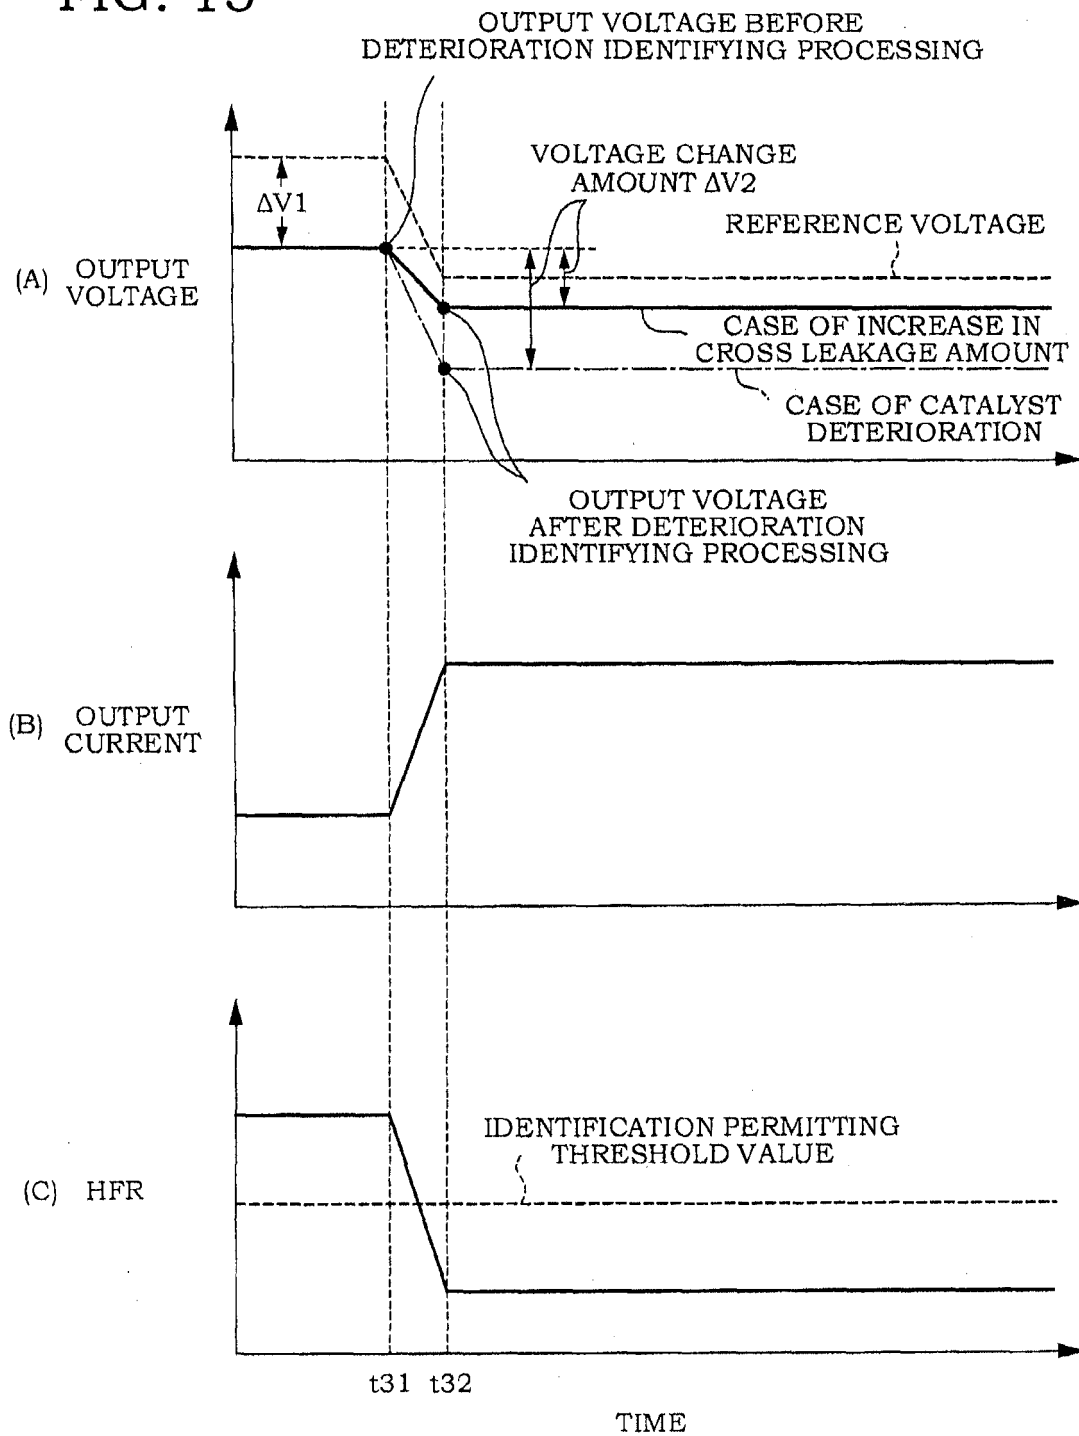 OUTPUT VOLTAGE BEFORE
DETERIORATION IDENTIFYING PROCESSING
VOLTAGE CHANGE
AMOUNT ΔV2
ΔV1
REFERENCE VOLTAGE
(A) OUTPUT
VOLTAGE
CASE OF INCREASE IN
CROSS LEAKAGE AMOUNT
CASE OF CATALYST
DETERIORATION
OUTPUT VOLTAGE
AFTER DETERIORATION
IDENTIFYING PROCESSING
(B) OUTPUT
CURRENT
IDENTIFICATION PERMITTING
THRESHOLD VALUE
(C) HFR
t31 t32
TIME